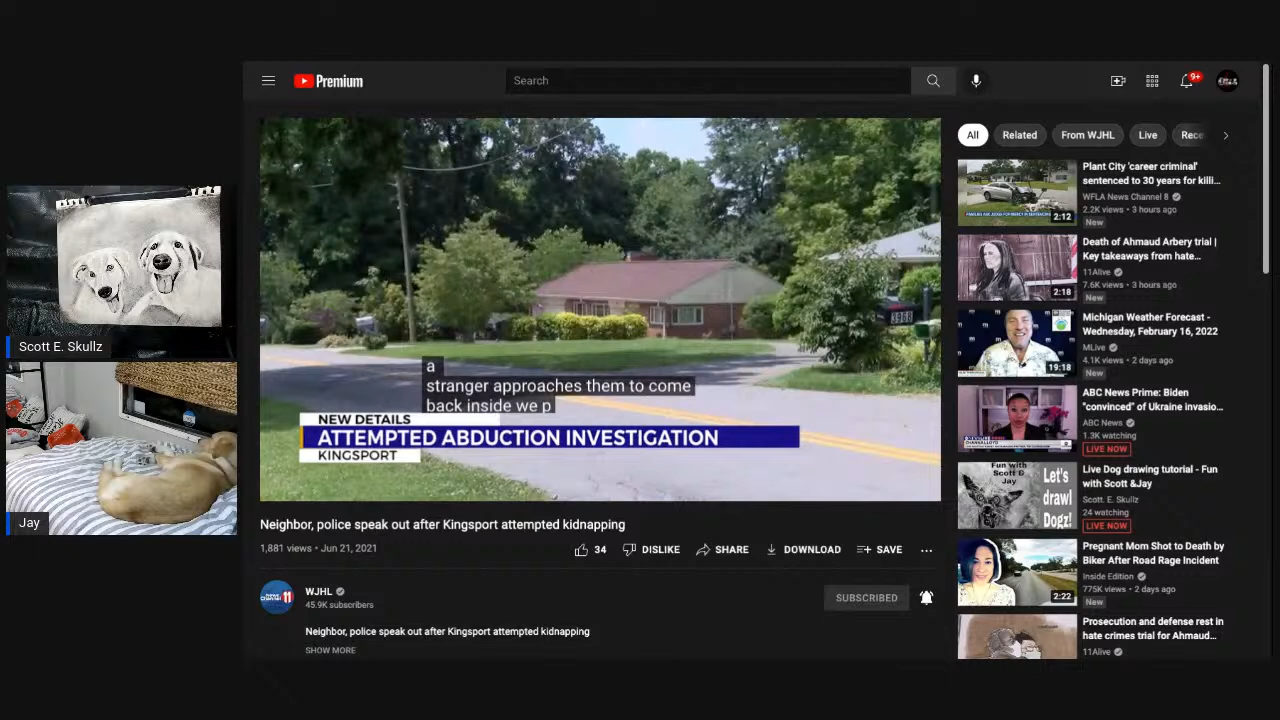 Premium
Search
9+
All
Related
From WJHL
Live
Rece
3968
a
stranger approaches them to come
back inside we p
NEW DETAILS
ATTEMPTED ABDUCTION INVESTIGATION
KINGSPORT
Scott E. Skullz
Jay
Neighbor, police speak out after Kingsport attempted kidnapping
1,881 views • Jun 21, 2021
34
DISLIKE
SHARE
DOWNLOAD
SAVE
WJHL
45.9K subscribers
SUBSCRIBED
Neighbor, police speak out after Kingsport attempted kidnapping
SHOW MORE
2:12
Plant City 'career criminal'
sentenced to 30 years for killi...
WFLA News Channel 8
2.2K views • 3 hours ago
New
2:18
Death of Ahmaud Arbery trial |
Key takeaways from heate...
11Alive
7.6K views • 3 hours ago
New
19:18
Michigan Weather Forecast -
Wednesday, February 16, 2022
MLive
4.1K views • 2 days ago
New
ABC News Prime: Biden
"convinced" of Ukraine invasio...
ABC News
1.3K watching
LIVE NOW
Fun with
Scott &
Jay
Let's
drawl
Dogz!
Live Dog drawing tutorial - Fun
with Scott &Jay
Scott. E. Skullz
24 watching
LIVE NOW
2:22
Pregnant Mom Shot to Death by
Biker After Road Rage Incident
Inside Edition
775K views • 2 days ago
New
Prosecution and defense rest in
hate crimes trial for Ahmaud...
11Alive